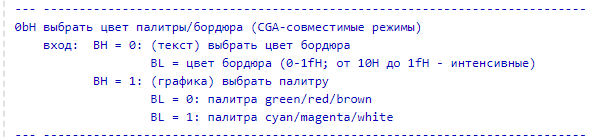 --- --- ---------------------------------------------------------------
0bH выбрать цвет палитры/бордюра (CGA-совместимые режимы)
вход: BH = 0: (текст) выбрать цвет бордюра
BL = цвет бордюра (0-1fH; от 10H до 1fH - интенсивные)
BH = 1: (графика) выбрать палитру
BL = 0: палитра green/red/brown
BL = 1: палитра cyan/magenta/white
--- --- ---------------------------------------------------------------